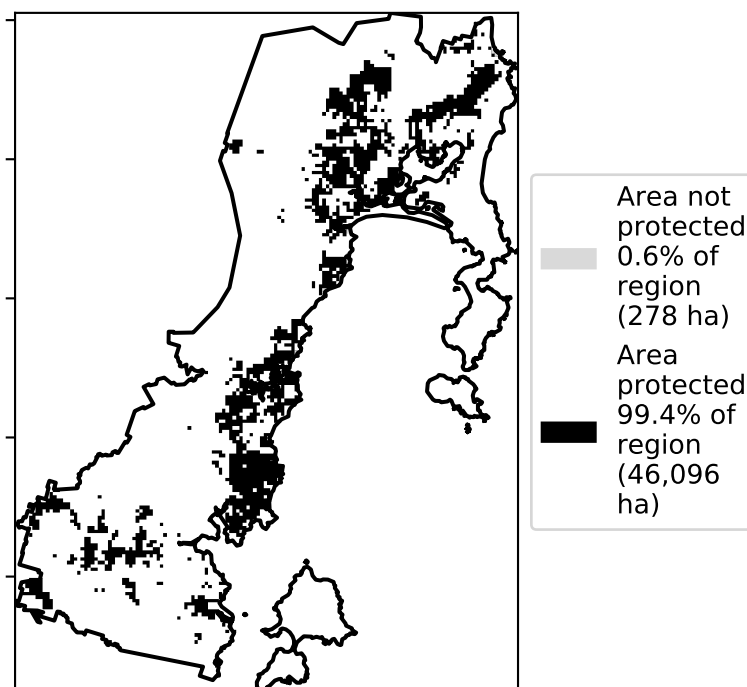 Area not
protected
0.6% of
region
(278 ha)
Area
protected
99.4% of
region
(46,096
ha)